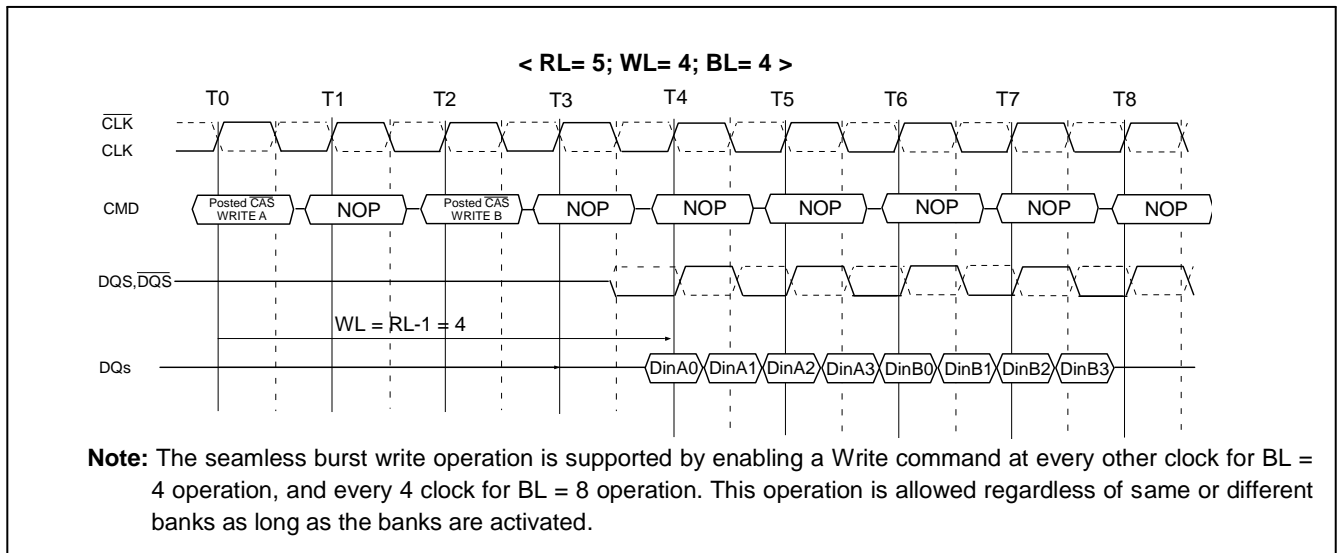 < RL= 5; WL= 4; BL= 4 >
T0 T1 T2 T3 T4 T5 T6 T7 T8
CLK
CLK
CMD
Posted CAS
WRITE A
NOP
Posted CAS
WRITE B
NOP
NOP
NOP
NOP
NOP
NOP
DQS,DQS
WL = RL-1 = 4
DQs
DinA0 DinA1 DinA2 DinA3 DinB0 DinB1 DinB2 DinB3
Note: The seamless burst write operation is supported by enabling a Write command at every other clock for BL =
4 operation, and every 4 clock for BL = 8 operation. This operation is allowed regardless of same or different
banks as long as the banks are activated.